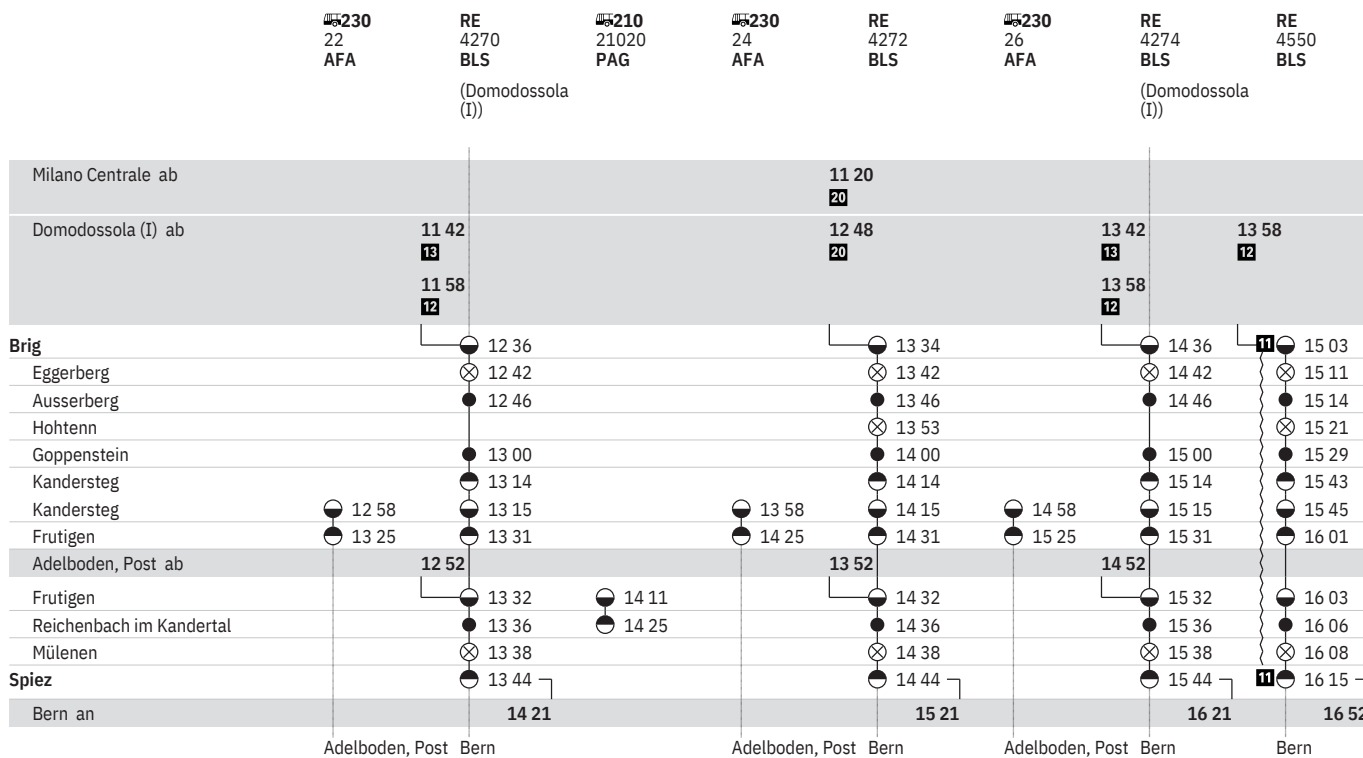 230 RE 210 230 RE 230 RE RE
22 4270 21020 24 4272 26 4274 4550
AFA BLS PAG AFA BLS AFA BLS BLS
(Domodossola (Domodossola
(I)) (I))
Milano Centrale ab 11 20
20
Domodossola (I) ab 11 42 12 48 13 42 13 58
13 20 13 12
11 58 13 58
12 12
Brig 12 36 13 34 14 36 11 15 03
Eggerberg 12 42 13 42 14 42 15 11
Ausserberg 12 46 13 46 14 46 15 14
Hohtenn 13 53 15 21
Goppenstein 13 00 14 00 15 00 15 29
Kandersteg 13 14 14 14 15 14 15 43
Kandersteg 12 58 13 15 13 58 14 15 14 58 15 15 15 45
Frutigen 13 25 13 31 14 25 14 31 15 25 15 31 16 01
Adelboden, Post ab 12 52 13 52 14 52
Frutigen 13 32 14 11 14 32 15 32 16 03
Reichenbach im Kandertal 13 36 14 25 14 36 15 36 16 06
Mülenen 13 38 14 38 15 38 16 08
Spiez 13 44 14 44 15 44 11 16 15
Bern an 14 21 15 21 16 21 16 52
Adelboden, Post Bern Adelboden, Post Bern Adelboden, Post Bern Bern